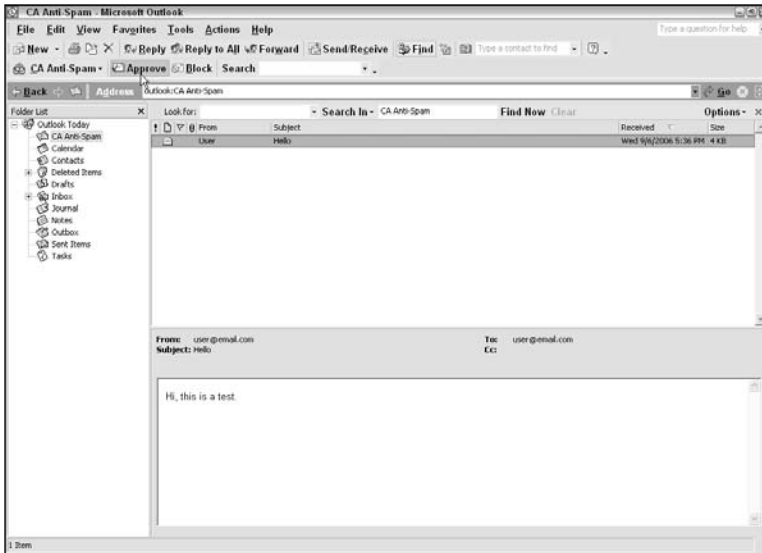 CA Anti-Spam - Microsoft Outlook
File Edit View Favorites Tools Actions Help
Type a question for help
New Reply Reply to All Forward Send/Receive Find Type a contact to find
CA Anti-Spam Approve Block Search
Back Address outlook:CA Anti-Spam Go
Folder List X
Look for: Search In CA Anti-Spam Find Now Clear Options X
From Subject Received Size
User Hello Wed 9/6/2006 5:36 PM 4 KB
Outlook Today
CA Anti-Spam
Calendar
Contacts
Deleted Items
Drafts
Inbox
Journal
Notes
Outbox
Sent Items
Tasks
From: user@email.com To: user@email.com
Subject: Hello Cc:
Hi, this is a test.
1 Item